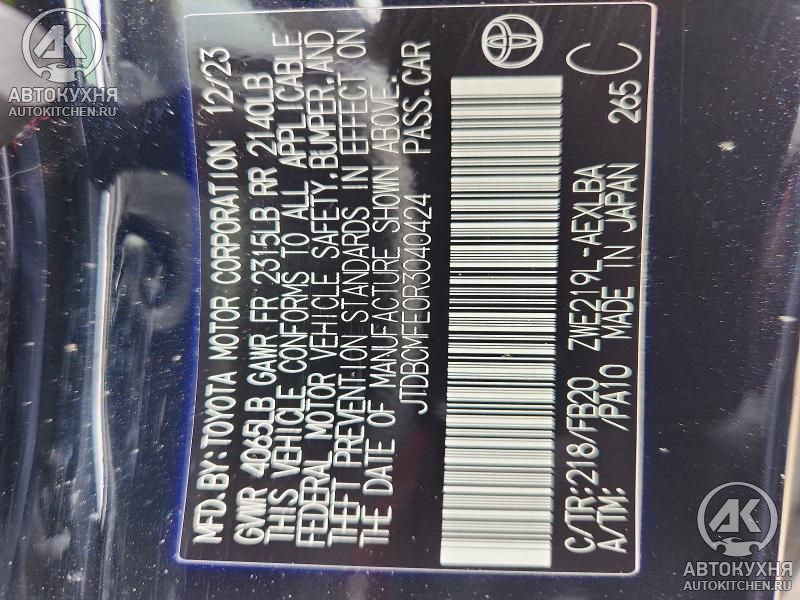 AK
АВТОКУХНЯ
AUTOKITCHEN.RU
MFD.BY:TOYOTA MOTOR CORPORATION 12/23
GVWR 4065LB GAWR FR 2315LB RR 2140LB
THIS VEHICLE CONFORMS TO ALL APPLICABLE
FEDERAL MOTOR VEHICLE SAFETY,BUMPER,AND
THEFT PREVENTION STANDARDS IN EFFECT ON
THE DATE OF MANUFACTURE SHOWN ABOVE.
JTDBCMFE0R3040424 PASS.CAR
C/TR:218/FB20 ZWE219L-AEXLBA
A/TM: /PA10 MADE IN JAPAN
265 C
AK
АВТОКУХНЯ
AUTOKITCHEN.RU